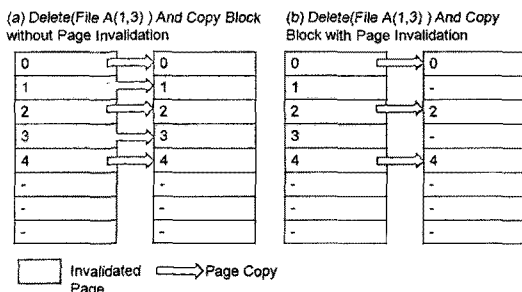 (a) Delete(File A(1,3) ) And Copy Block
without Page Invalidation
(b) Delete(File A(1,3) ) And Copy
Block with Page Invalidation
0 0
1 1
2 2
3 3
4 4
- -
- -
- -
0 0
1 -
2 2
3 -
4 4
- -
- -
- -
Invalidated
Page
Page Copy